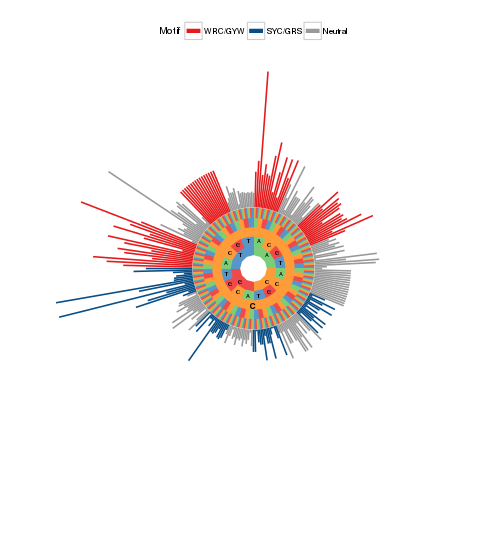 Motif WRC/GYW SYC/GRS Neutral
T A
C
C T A
A T
T A
C C
C
A T
C